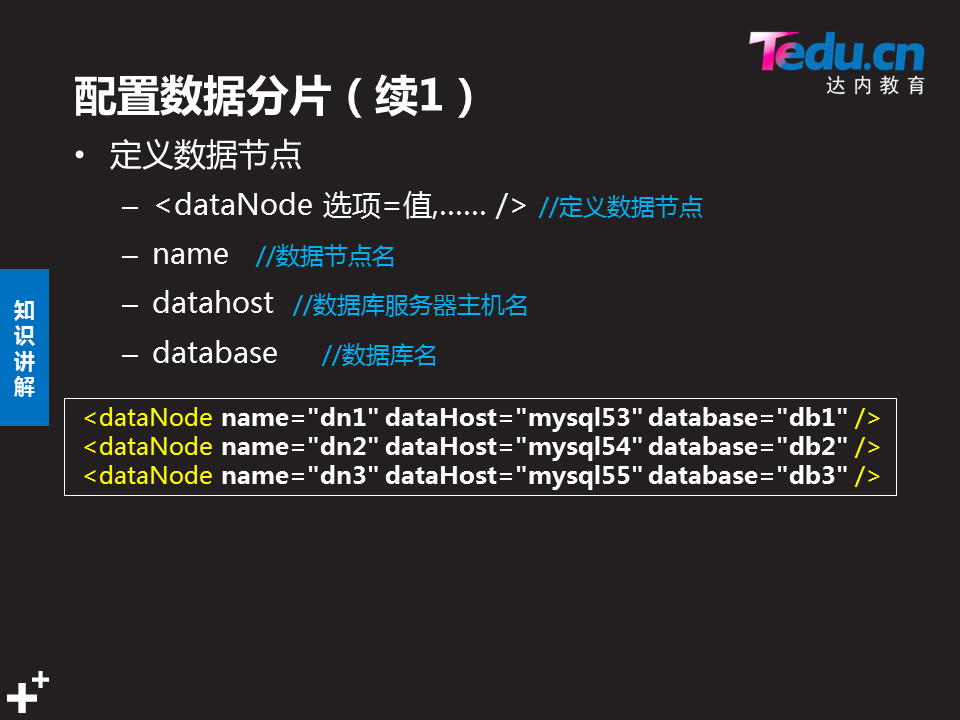 Tedu.cn
达内教育
配置数据分片（续1）
• 定义数据节点
– <dataNode 选项=值,…… /> //定义数据节点
– name //数据节点名
– datahost //数据库服务器主机名
– database //数据库名
知识讲解
<dataNode name="dn1" dataHost="mysql53" database="db1" />
<dataNode name="dn2" dataHost="mysql54" database="db2" />
<dataNode name="dn3" dataHost="mysql55" database="db3" />